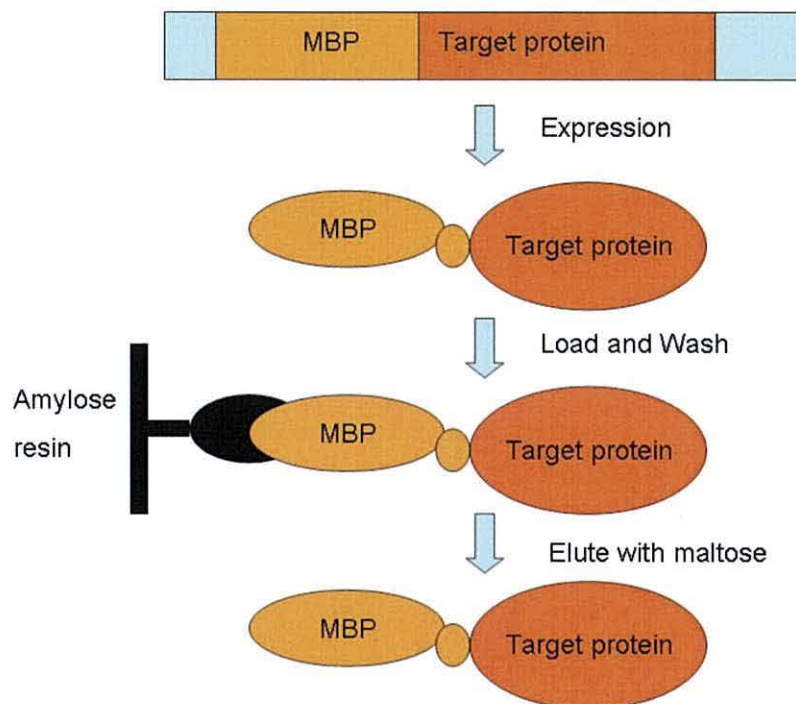 MBP Target protein
Expression
MBP Target protein
Load and Wash
Amylose
resin
MBP Target protein
Elute with maltose
MBP Target protein